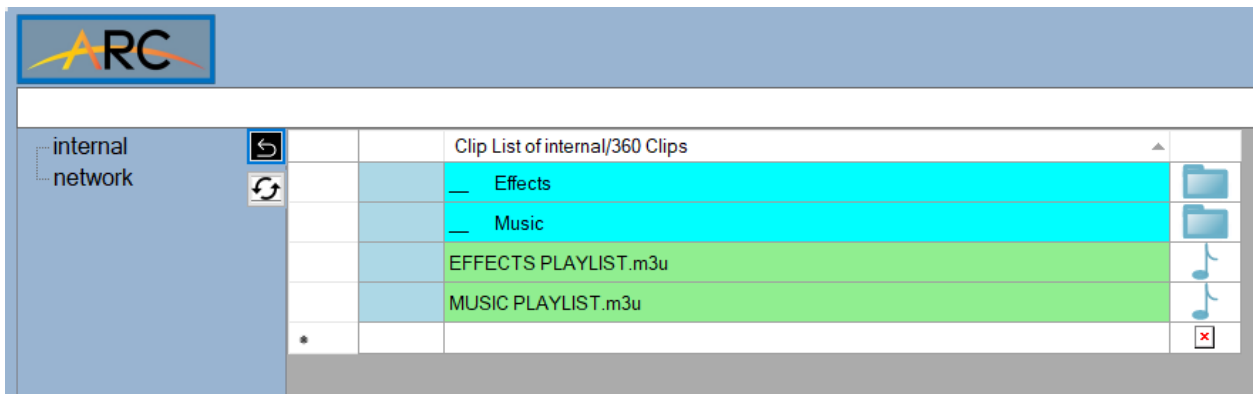 ARC
internal
network
Clip List of internal/360 Clips
__ Effects
__ Music
EFFECTS PLAYLIST.m3u
MUSIC PLAYLIST.m3u
*